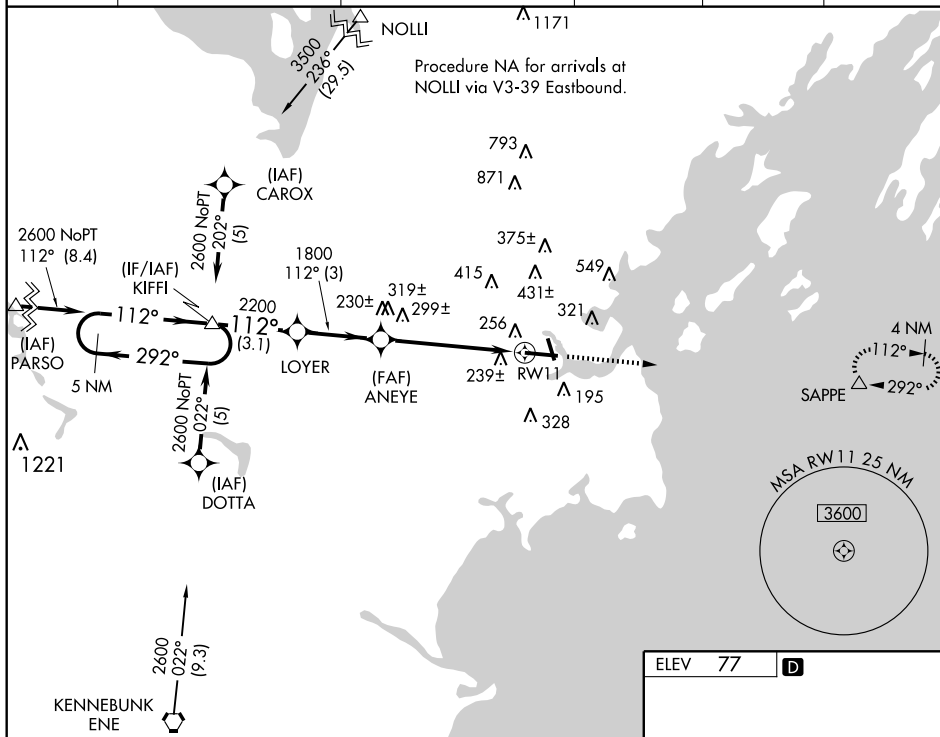 NOLLI
1171
3500
236°
(29.5)
Procedure NA for arrivals at
NOLLI via V3-39 Eastbound.
793
871
(IAF)
CAROX
2600 NoPT
202°
(5)
2600 NoPT
112° (8.4)
(IF/IAF)
KIFFI
1800
112° (3)
375±
415
431±
549
321
230±
319±
299±
256
112°
2200
112°
(3.1)
(IAF)
PARSO
292°
5 NM
LOYER
(FAF)
ANEYE
239±
RW11
195
328
4 NM
112°
292°
SAPPE
2600 NoPT
022°
(5)
1221
(IAF)
DOTTA
MSA RW11 25 NM
3600
2600
022°
(9.3)
KENNEBUNK
ENE
ELEV 77 D